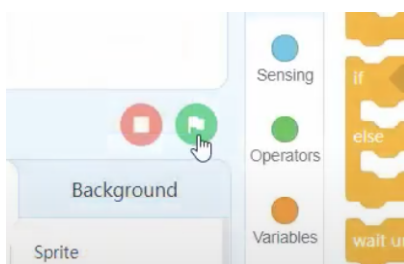 Sensing
if
else
Operators
Background
Variables
Sprite